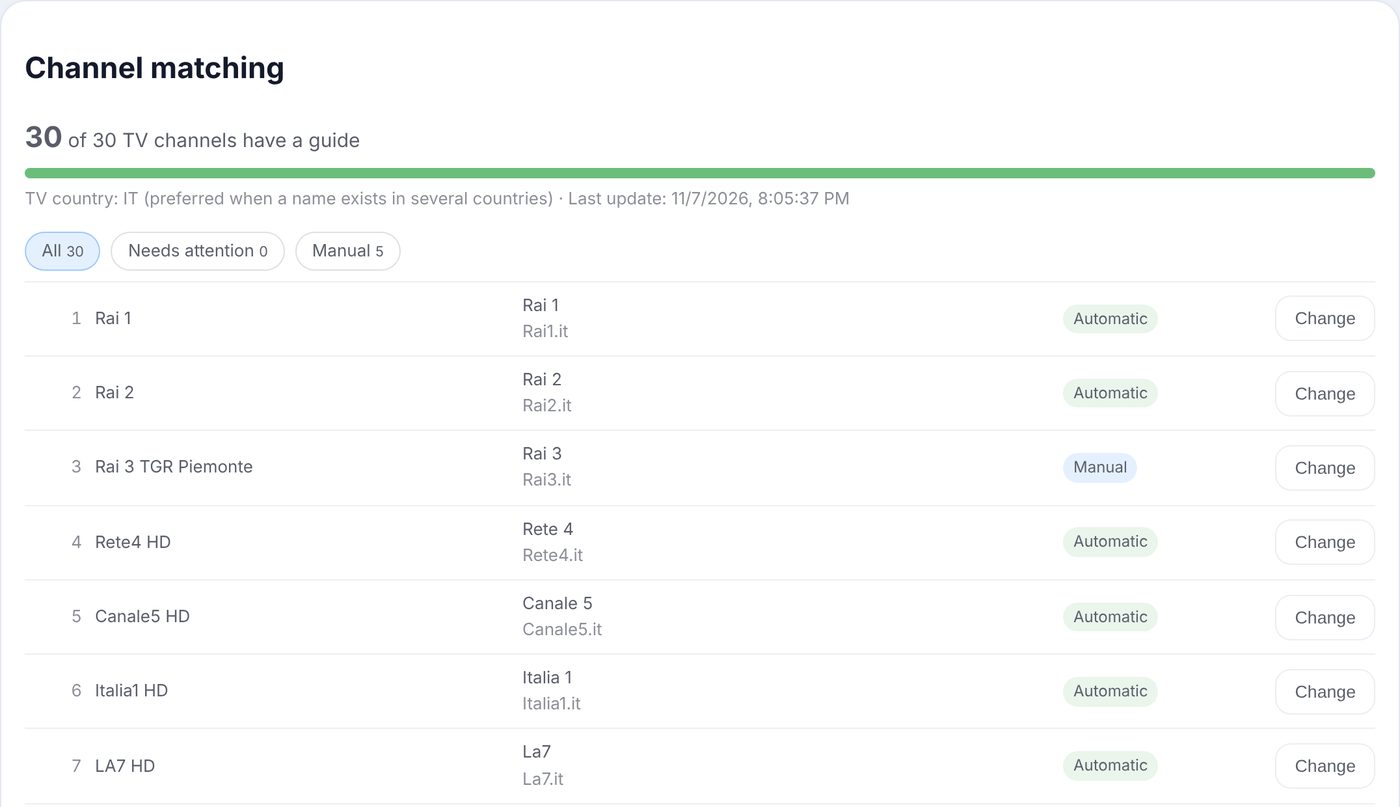 Channel matching
30 of 30 TV channels have a guide
TV country: IT (preferred when a name exists in several countries) · Last update: 11/7/2026, 8:05:37 PM
All 30 Needs attention 0 Manual 5
1 Rai 1 Rai 1 Automatic Change
Rai1.it
2 Rai 2 Rai 2 Automatic Change
Rai2.it
3 Rai 3 TGR Piemonte Rai 3 Manual Change
Rai3.it
4 Rete4 HD Rete 4 Automatic Change
Rete4.it
5 Canale5 HD Canale 5 Automatic Change
Canale5.it
6 Italia1 HD Italia 1 Automatic Change
Italia1.it
7 LA7 HD La7 Automatic Change
La7.it